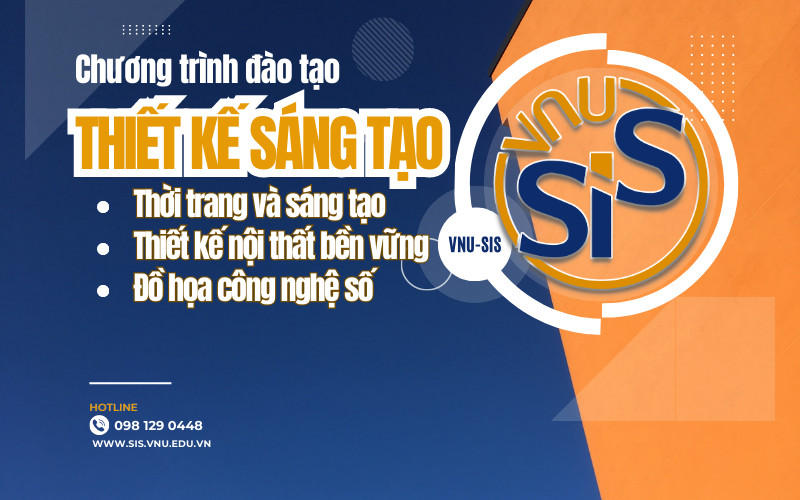 Chương trình đào tạo
THIẾT KẾ SÁNG TẠO
Thời trang và sáng tạo
Thiết kế nội thất bền vững
Đồ họa công nghệ số
VNU
SiS
VNU-SIS
HOTLINE
098 129 0448
WWW.SIS.VNU.EDU.VN